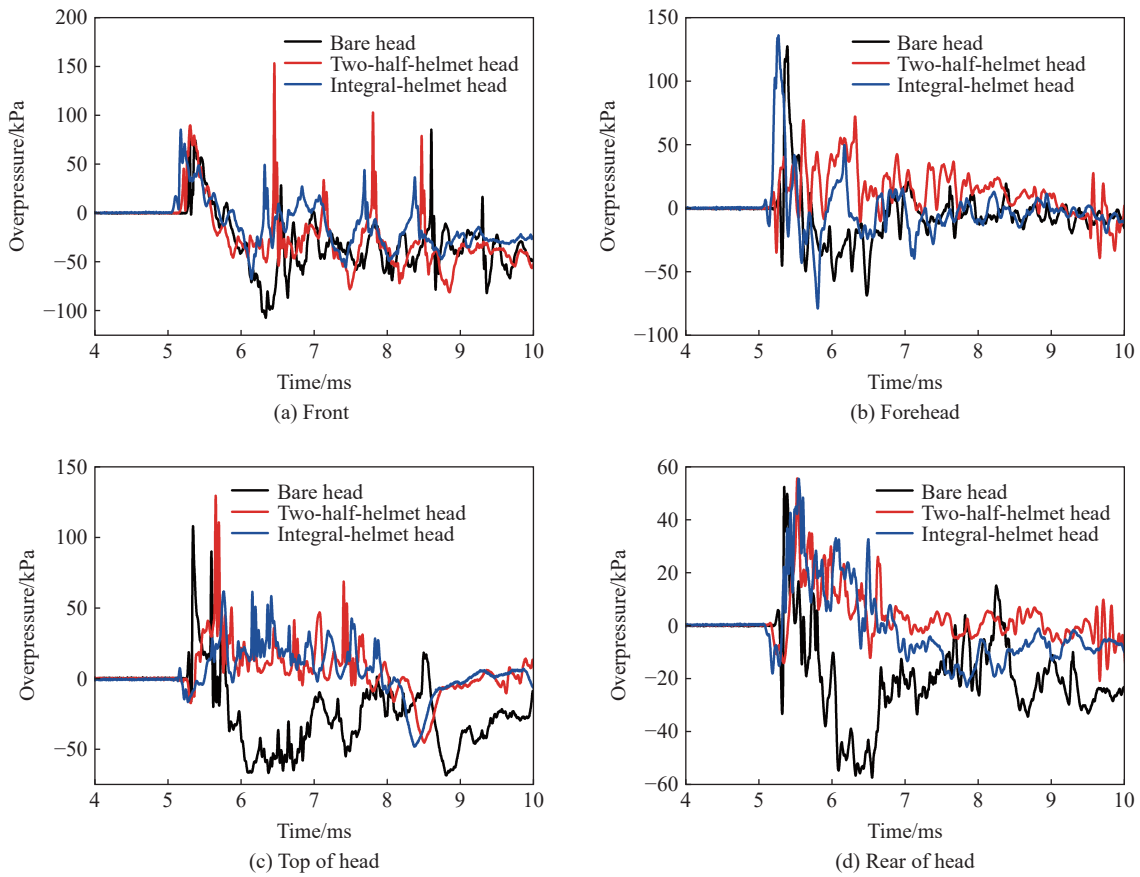 200
150
100
50
0
−50
−100
Overpressure/kPa
Bare head
Two-half-helmet head
Integral-helmet head
4 5 6 7 8 9 10
Time/ms
(a) Front
150
100
50
0
−50
−100
Overpressure/kPa
Bare head
Two-half-helmet head
Integral-helmet head
4 5 6 7 8 9 10
Time/ms
(b) Forehead
150
100
50
0
−50
Overpressure/kPa
Bare head
Two-half-helmet head
Integral-helmet head
4 5 6 7 8 9 10
Time/ms
(c) Top of head
60
40
20
0
−20
−40
−60
Overpressure/kPa
Bare head
Two-half-helmet head
Integral-helmet head
4 5 6 7 8 9 10
Time/ms
(d) Rear of head